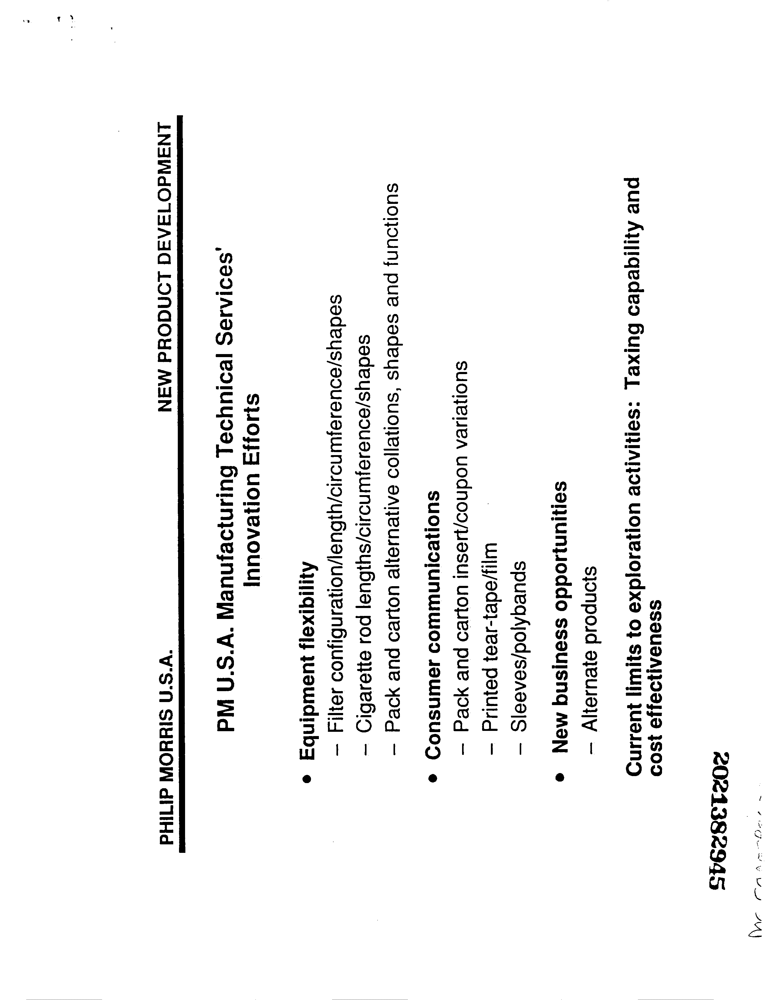 PHILIP MORRIS U.S.A. NEW PRODUCT DEVELOPMENT
PM U.S.A. Manufacturing Technical Services'
Innovation Efforts
• Equipment flexibility
– Filter configuration/length/circumference/shapes
– Cigarette rod lengths/circumference/shapes
– Pack and carton alternative collations, shapes and functions
• Consumer communications
– Pack and carton insert/coupon variations
– Printed tear-tape/film
– Sleeves/polybands
• New business opportunities
– Alternate products
Current limits to exploration activities: Taxing capability and
cost effectiveness
2021382945